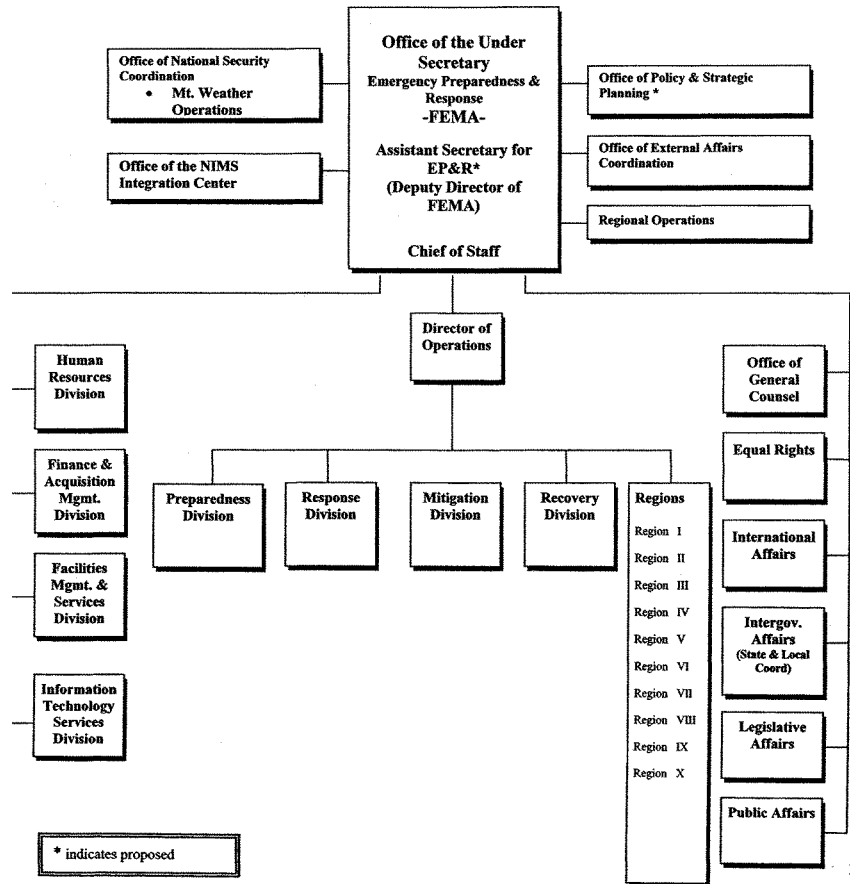 Office of National Security
Coordination
• Mt. Weather
Operations
Office of the NIMS
Integration Center
Office of the Under
Secretary
Emergency Preparedness &
Response
-FEMA-
Assistant Secretary for
EP&R*
(Deputy Director of
FEMA)
Chief of Staff
Office of Policy & Strategic
Planning *
Office of External Affairs
Coordination
Regional Operations
Director of
Operations
Human
Resources
Division
Finance &
Acquisition
Mgmt.
Division
Facilities
Mgmt. &
Services
Division
Information
Technology
Services
Division
Preparedness
Division
Response
Division
Mitigation
Division
Recovery
Division
Regions
Region I
Region II
Region III
Region IV
Region V
Region VI
Region VII
Region VIII
Region IX
Region X
Office of
General
Counsel
Equal Rights
International
Affairs
Intergov.
Affairs
(State & Local
Coord)
Legislative
Affairs
Public Affairs
* indicates proposed